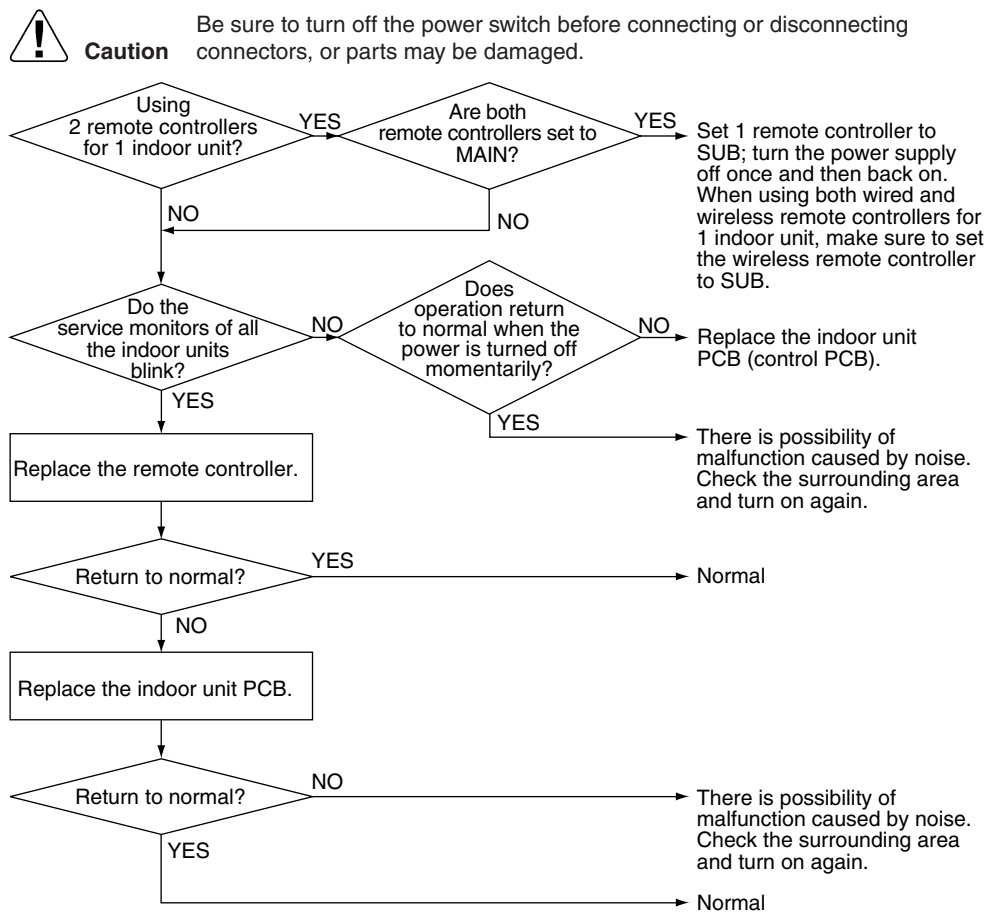 Caution
Be sure to turn off the power switch before connecting or disconnecting
connectors, or parts may be damaged.
Using
2 remote controllers
for 1 indoor unit?
YES
Are both
remote controllers set to
MAIN?
YES
Set 1 remote controller to
SUB; turn the power supply
off once and then back on.
When using both wired and
wireless remote controllers for
1 indoor unit, make sure to set
the wireless remote controller
to SUB.
NO
NO
Do the
service monitors of all
the indoor units
blink?
NO
Does
operation return
to normal when the
power is turned off
momentarily?
NO
Replace the indoor unit
PCB (control PCB).
YES
YES
There is possibility of
malfunction caused by noise.
Check the surrounding area
and turn on again.
Replace the remote controller.
Return to normal?
YES
Normal
NO
Replace the indoor unit PCB.
Return to normal?
NO
There is possibility of
malfunction caused by noise.
Check the surrounding area
and turn on again.
YES
Normal